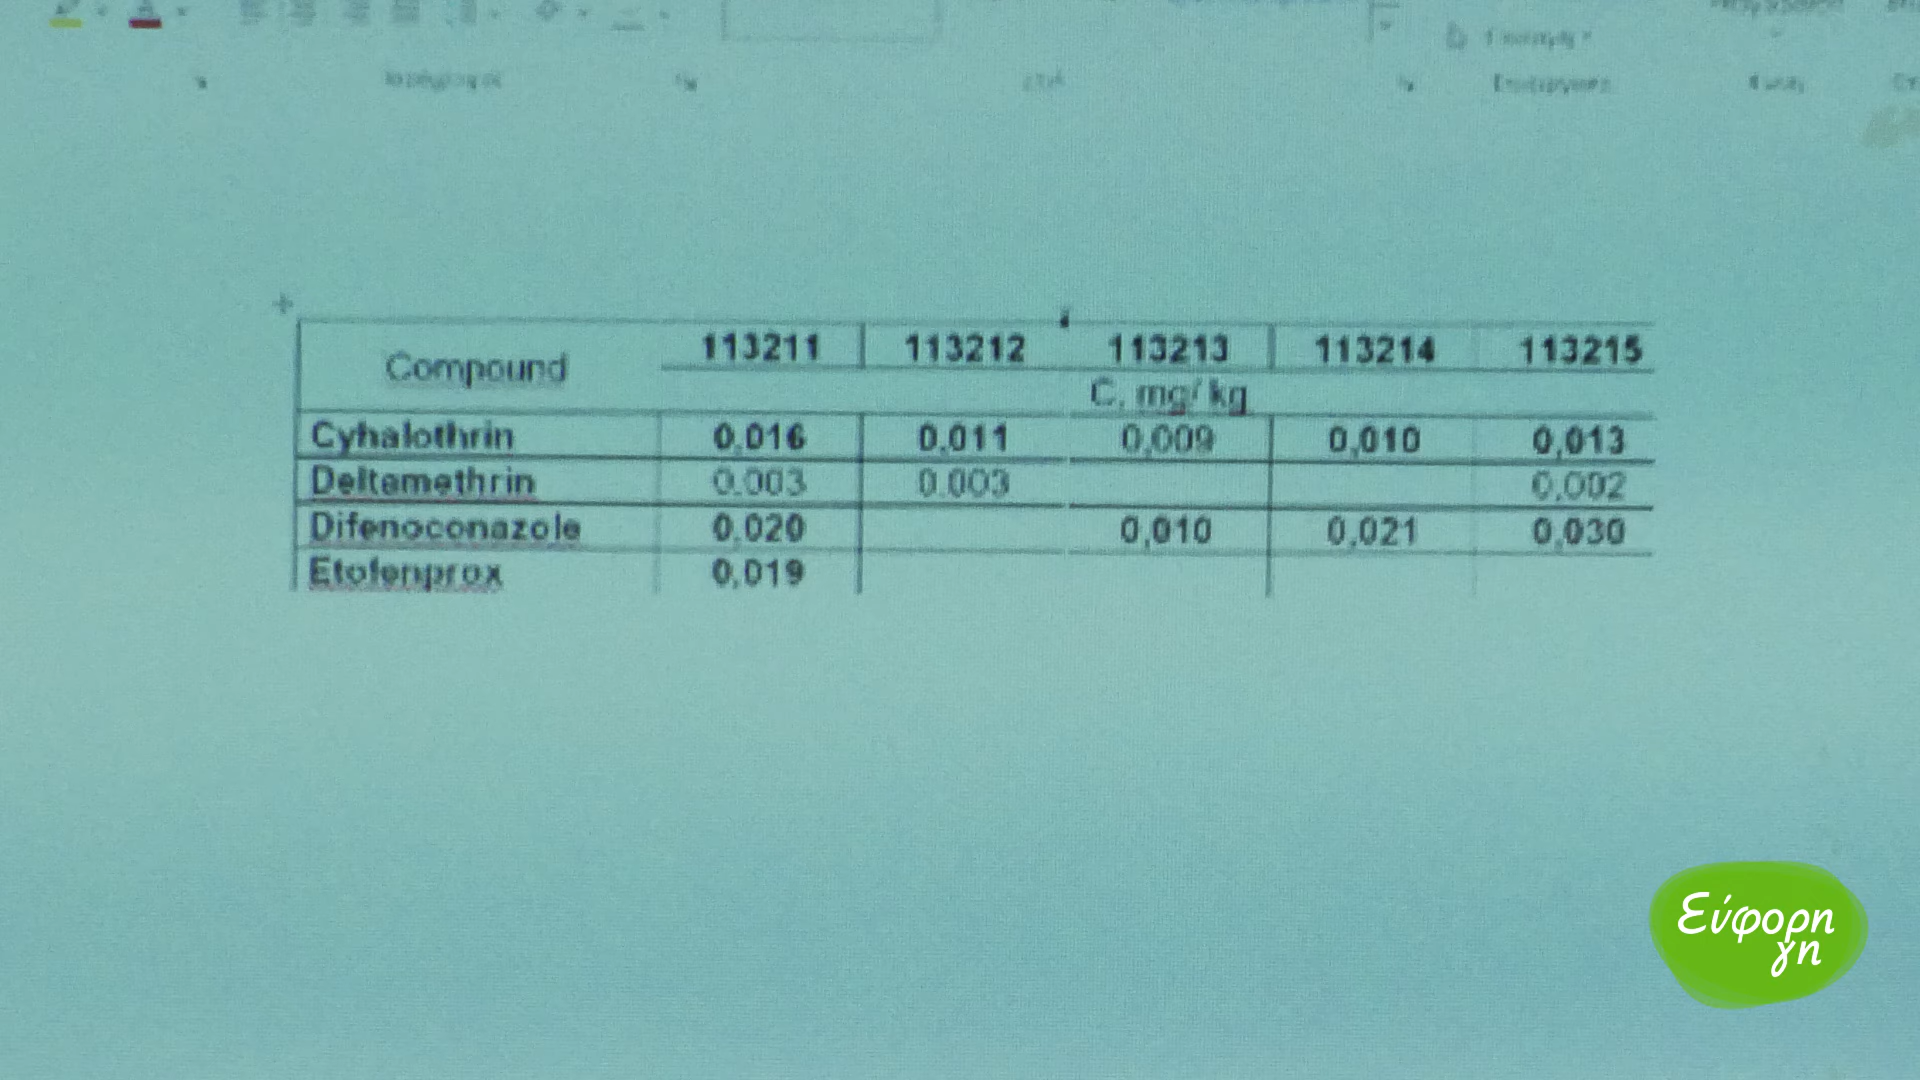 113211 113212 113213 113214 113215
Compound
C, mg/ kg
Cyhalothrin 0,016 0,011 0,009 0,010 0,013
Deltamethrin 0.003 0.003 0,002
Difenoconazole 0,020 0,010 0,021 0,030
Etofenprox 0,019
Εύφορη
γη